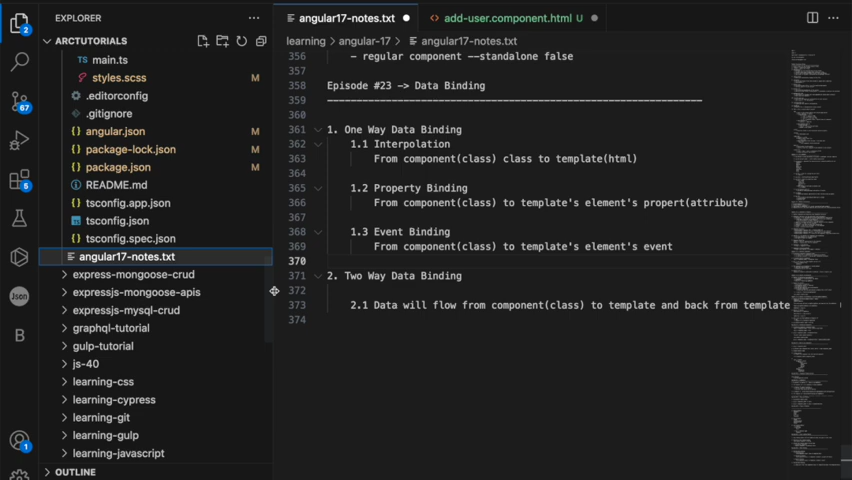 EXPLORER
ARCTUTORIALS
main.ts
styles.scss M
.editorconfig
.gitignore
angular.json M
package-lock.json M
package.json M
README.md
tsconfig.app.json
tsconfig.json
tsconfig.spec.json
angular17-notes.txt
express-mongoose-crud
expressjs-mongoose-apis
expressjs-mysql-crud
graphql-tutorial
gulp-tutorial
js-40
learning-css
learning-cypress
learning-git
learning-gulp
learning-javascript
OUTLINE
2
67
5
Json
B
1
angular17-notes.txt
add-user.component.html U
learning > angular-17 > angular17-notes.txt
356 - regular component --standalone false
357
358 Episode #23 -> Data Binding
359 ------------------------------------------------------------------------
360
361 1. One Way Data Binding
362 1.1 Interpolation
363 From component(class) class to template(html)
364
365 1.2 Property Binding
366 From component(class) to template's element's propert(attribute)
367
368 1.3 Event Binding
369 From component(class) to template's element's event
370
371 2. Two Way Data Binding
372
373 2.1 Data will flow from component(class) to template and back from template
374